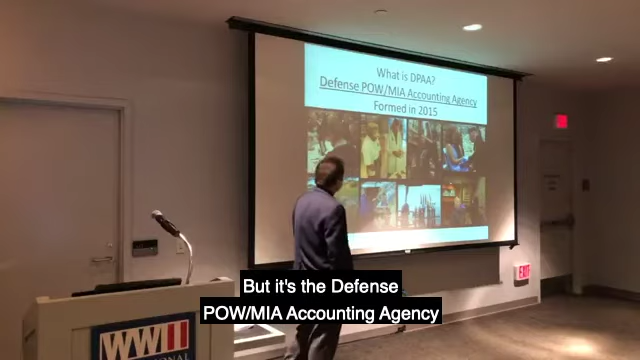 What is DPAA?
Defense POW/MIA Accounting Agency
Formed in 2015
EXIT
But it's the Defense
POW/MIA Accounting Agency
WWII
NATIONAL